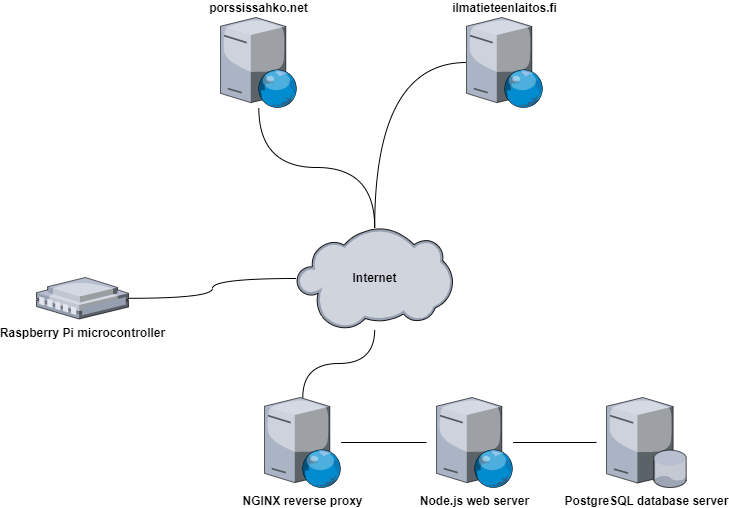 porssissahko.net
ilmatieteenlaitos.fi
Internet
Raspberry Pi microcontroller
NGINX reverse proxy
Node.js web server
PostgreSQL database server